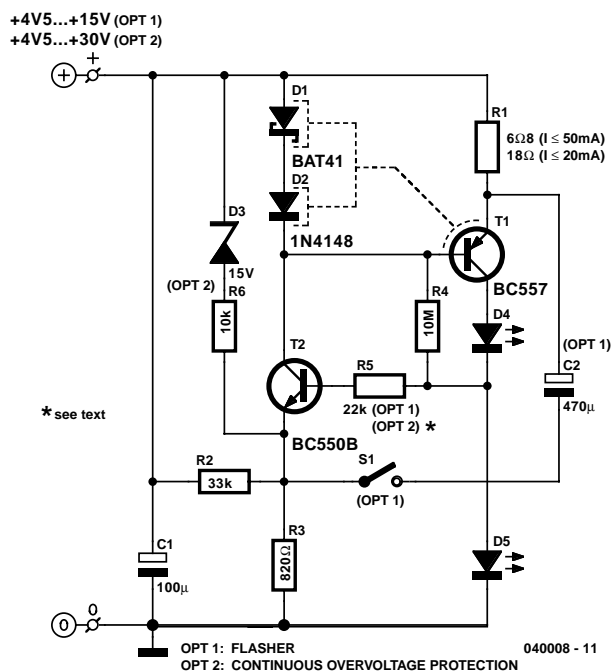 +4V5...+15V (OPT 1)
+4V5...+30V (OPT 2)
+
+
D1
BAT41
D2
1N4148
R1
6Ω8 (I ≤ 50mA)
18Ω (I ≤ 20mA)
T1
BC557
D3
15V
(OPT 2)
R6
10k
R4
10M
D4
(OPT 1)
C2
470µ
T2
BC550B
R5
22k (OPT 1)
(OPT 2) *
* see text
R2
33k
S1
(OPT 1)
R3
820Ω
C1
100µ
D5
0
0
OPT 1: FLASHER
OPT 2: CONTINUOUS OVERVOLTAGE PROTECTION
040008 - 11